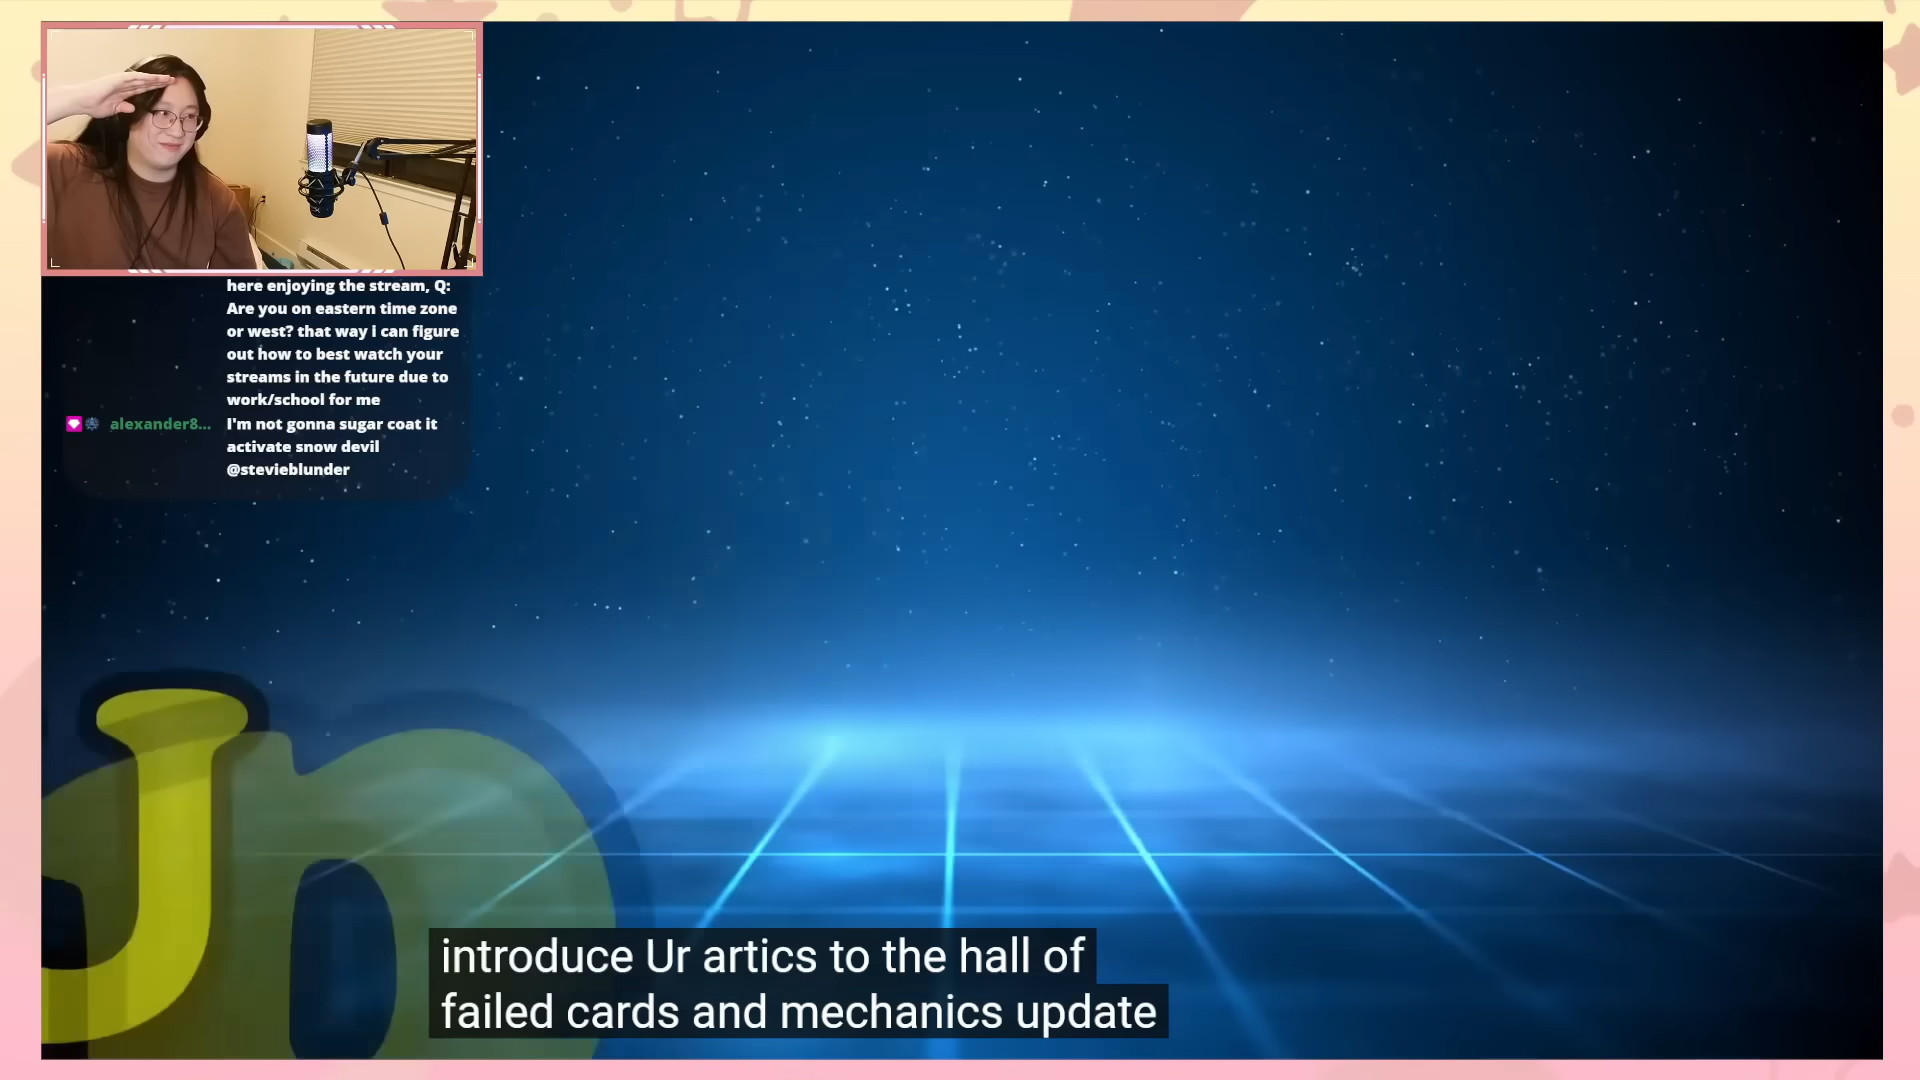 here enjoying the stream, Q:
Are you on eastern time zone
or west? that way i can figure
out how to best watch your
streams in the future due to
work/school for me
alexander8... I'm not gonna sugar coat it
activate snow devil
@stevieblunder
Jn
introduce Ur artics to the hall of
failed cards and mechanics update